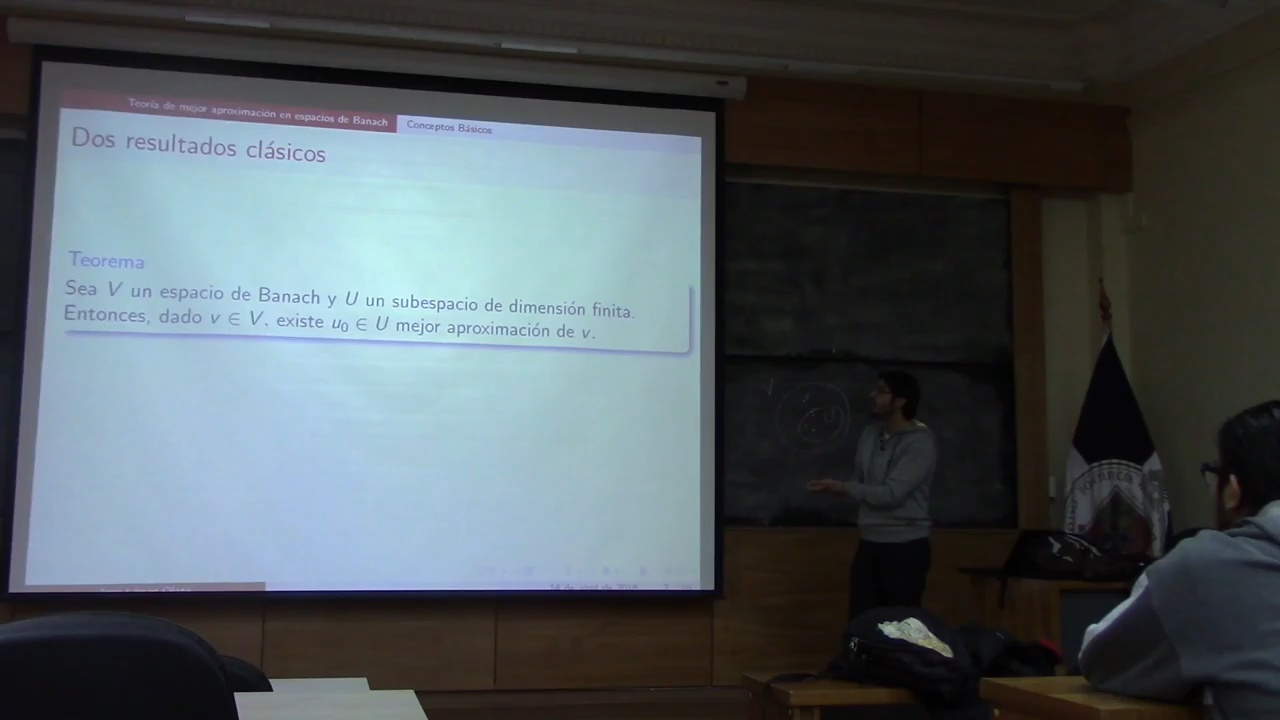 Teoría de mejor aproximación en espacios de Banach
Conceptos Básicos
Dos resultados clásicos
Teorema
Sea V un espacio de Banach y U un subespacio de dimensión finita.
Entonces, dado v ∈ V, existe u₀ ∈ U mejor aproximación de v.
V
U